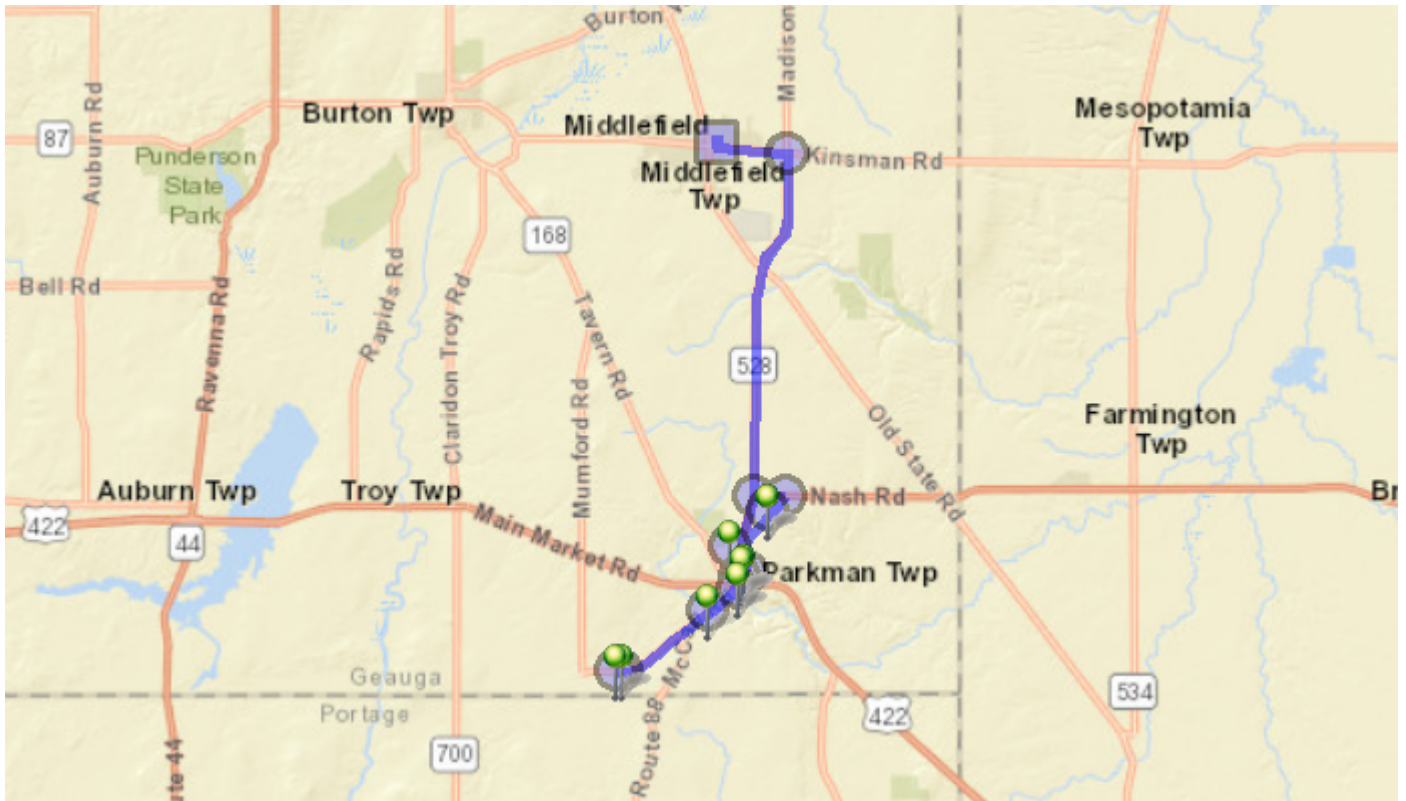 Burton
Madison
Auburn Rd
87
Burton Twp
Middlefield
Mesopotamia
Twp
Punderson
State
Park
Kinsman Rd
Middlefield
Twp
168
Bell Rd
Rapids Rd
Claridon Troy Rd
Ravenna Rd
Tavern Rd
Mumford Rd
528
Old State Rd
Farmington
Twp
Auburn Twp
Troy Twp
Nash Rd
Br
422
44
Main Market Rd
Parkman Twp
Geauga
Portage
McC
Route 88
422
534
700
ute 44